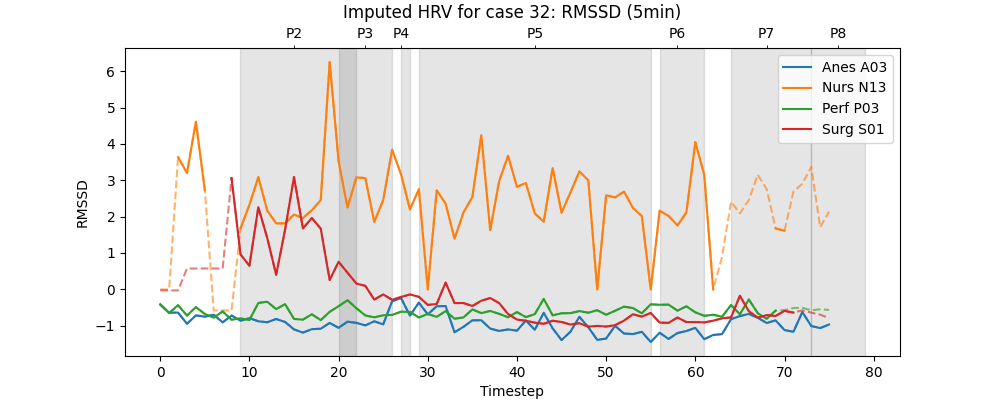 Imputed HRV for case 32: RMSSD (5min)
P2 P3 P4 P5 P6 P7 P8
Anes A03
Nurs N13
Perf P03
Surg S01
6
5
4
3
2
1
0
−1
RMSSD
0 10 20 30 40 50 60 70 80
Timestep